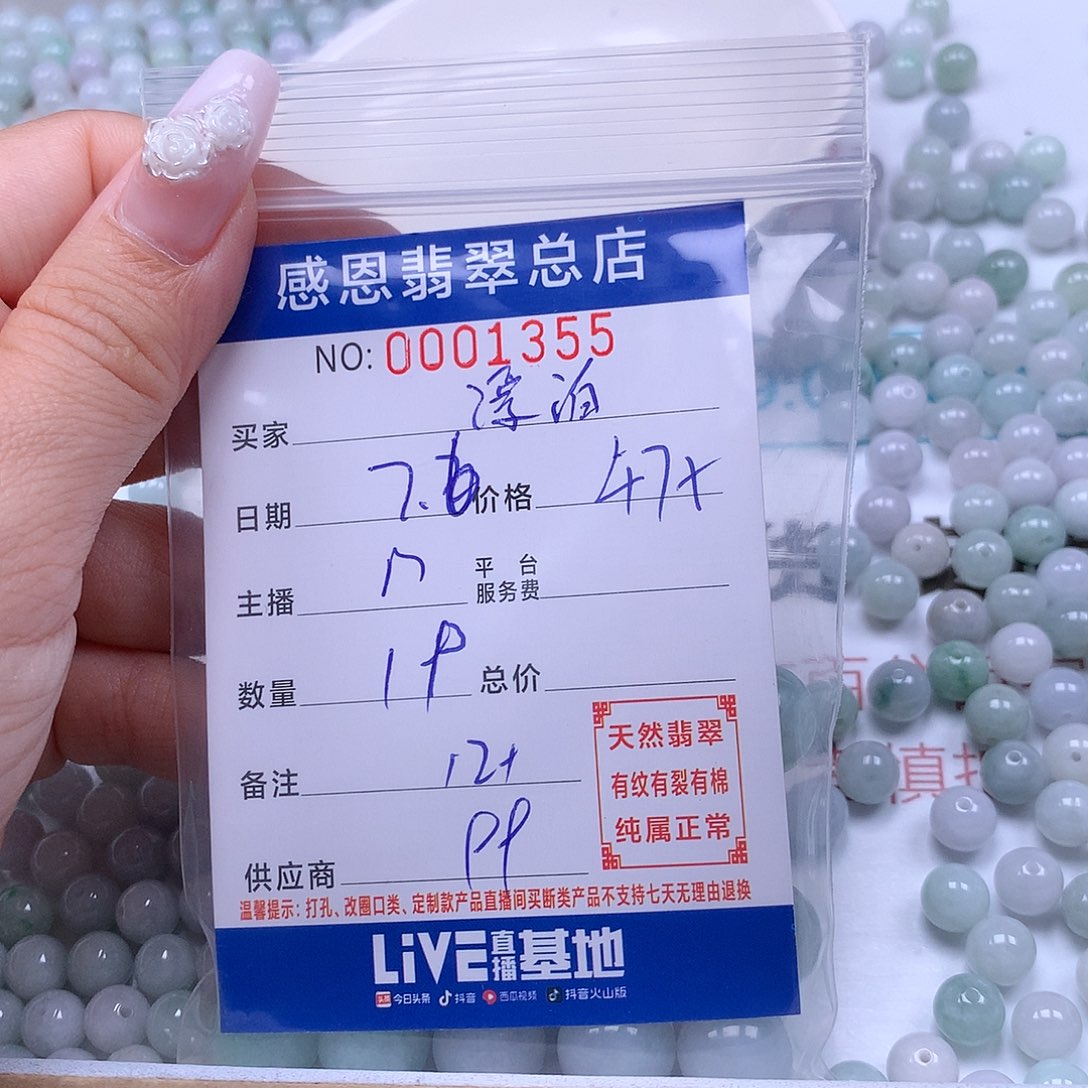 感恩翡翠总店
NO: 0001355
买家 漂泊
日期 7.6 价格 47+
主播
平台
服务费
数量 1P 总价
备注 12+
供应商 PP
天然翡翠
有纹有裂有棉
纯属正常
温馨提示：打孔、改圈口类、定制款产品直播间买断类产品不支持七天无理由退换
LiVE直播基地
头条 今日头条 抖音 西瓜视频 抖音火山版